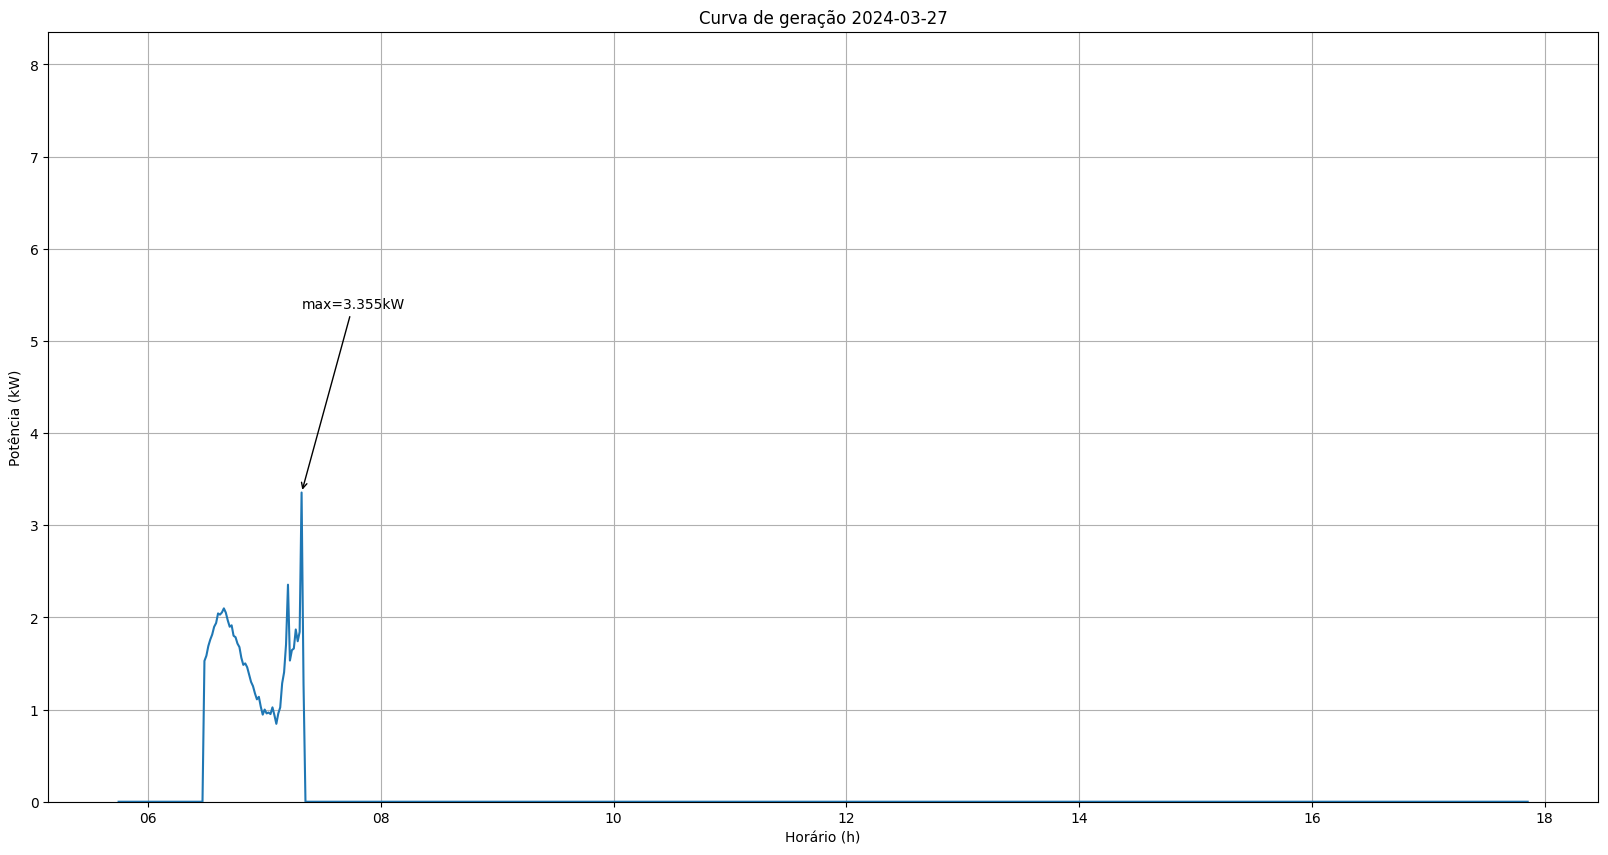 Curva de geração 2024-03-27
8
7
6
max=3.355kW
5
4
Potência (kW)
3
2
1
0
06 08 10 12 14 16 18
Horário (h)